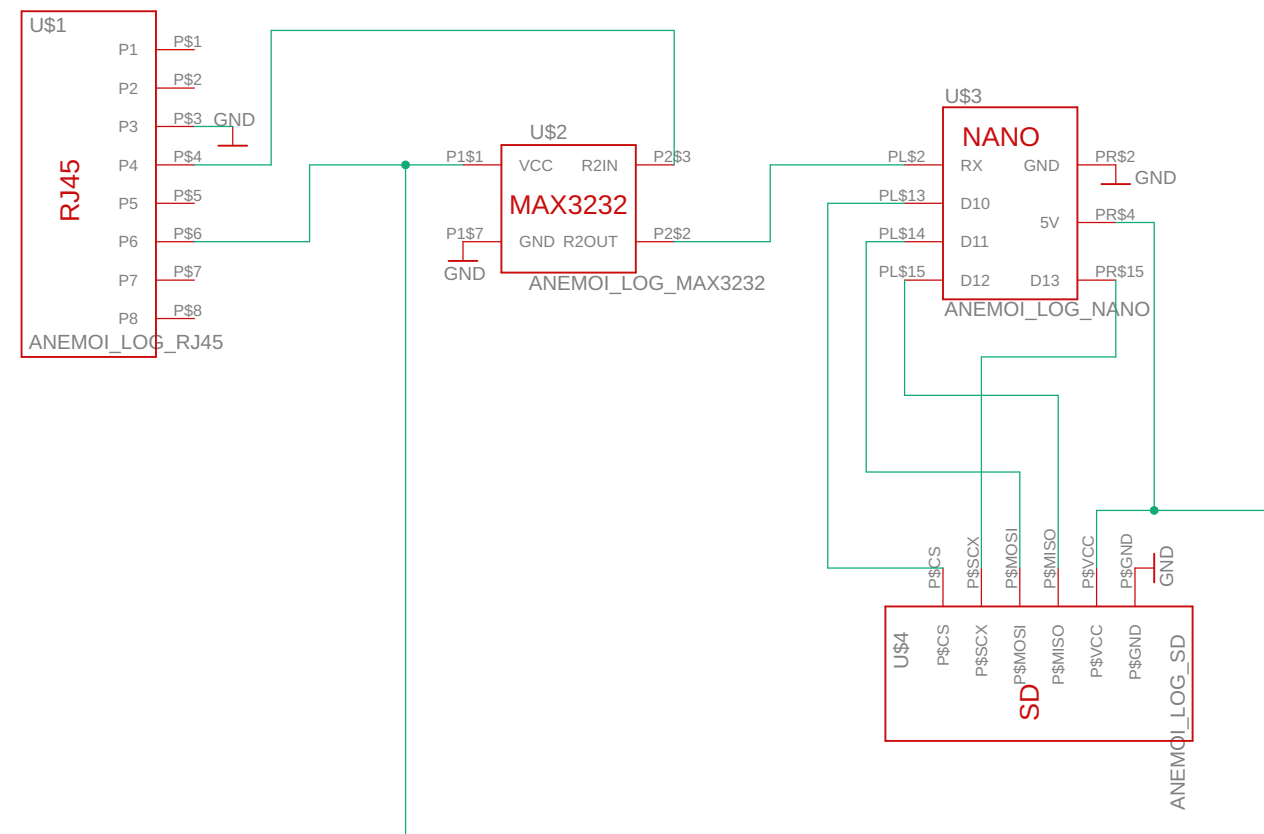 U$1
P1 P$1
P2 P$2
P3 P$3 GND
P4 P$4
P5 P$5
P6 P$6
P7 P$7
P8 P$8
RJ45
ANEMOI_LOG_RJ45
U$2
P1$1 VCC R2IN P2$3
MAX3232
P1$7 GND R2OUT P2$2
GND
ANEMOI_LOG_MAX3232
U$3
NANO
PL$2 RX GND PR$2
GND
PL$13 D10
5V PR$4
PL$14 D11
PL$15 D12 D13 PR$15
ANEMOI_LOG_NANO
P$CS P$SCX P$MOSI P$MISO P$VCC P$GND GND
U$4
P$CS P$SCX P$MOSI P$MISO P$VCC P$GND
SD
ANEMOI_LOG_SD